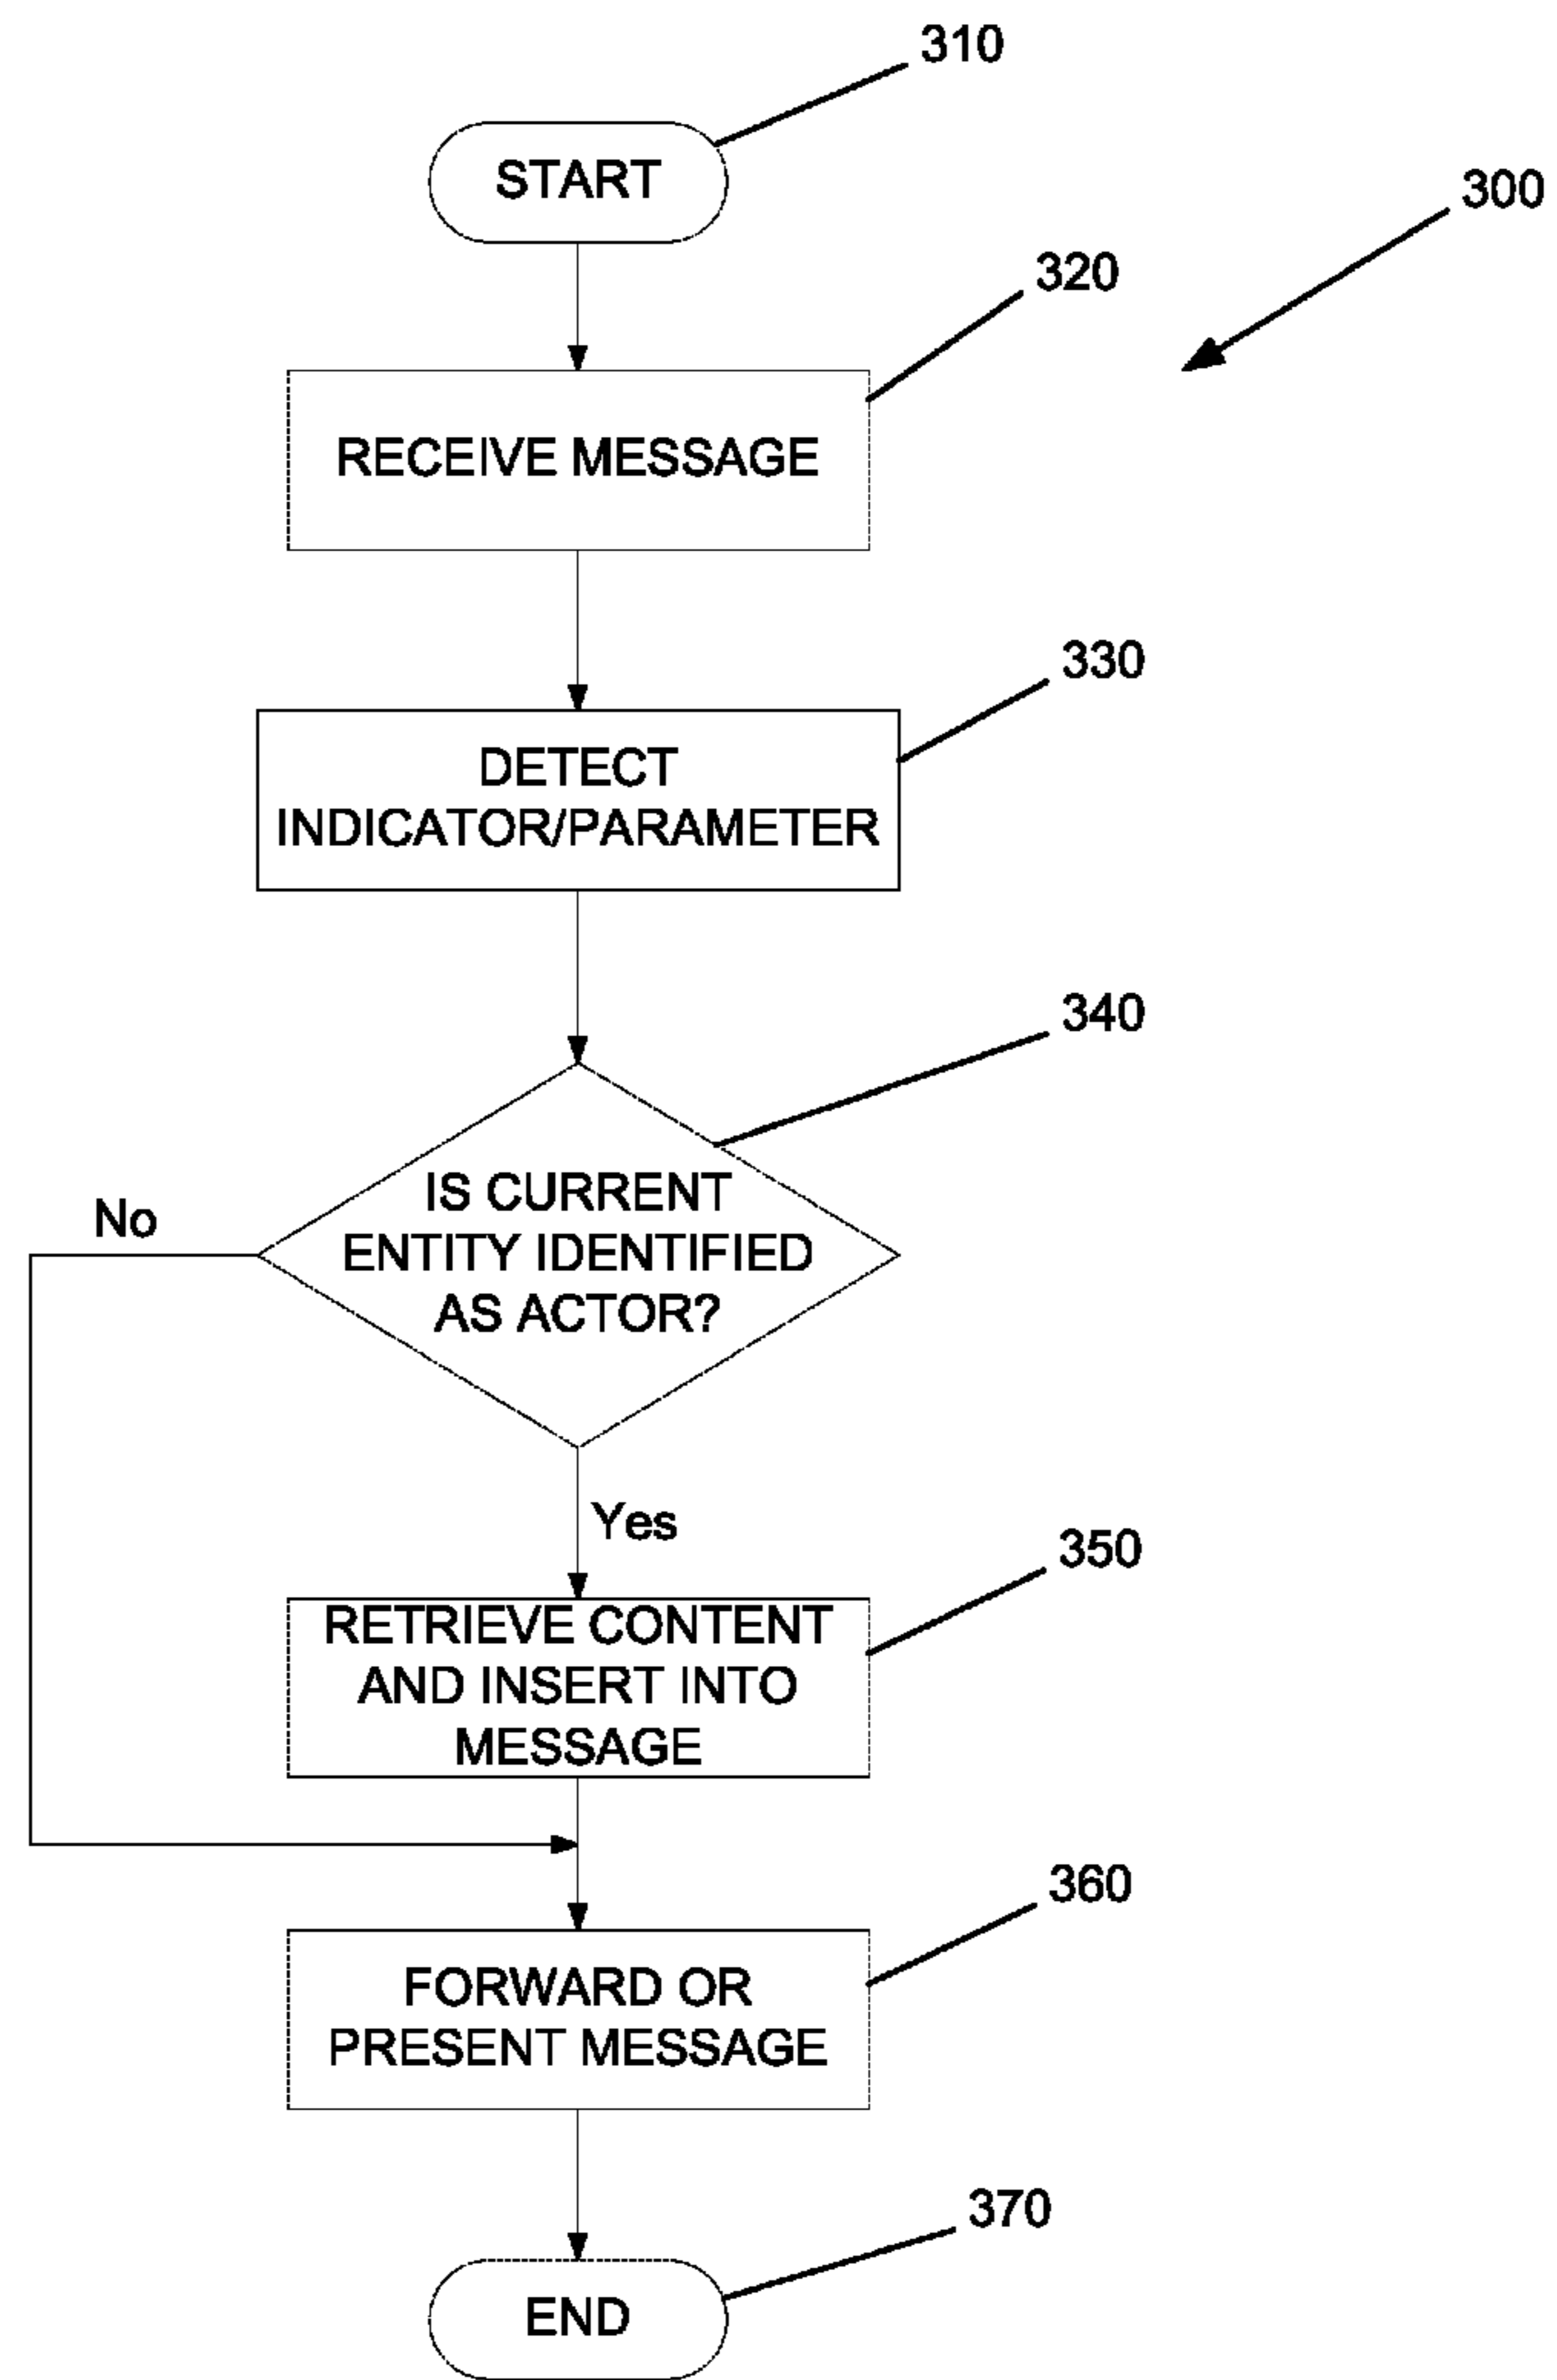 310
START
300
320
RECEIVE MESSAGE
330
DETECT
INDICATOR/PARAMETER
340
IS CURRENT
ENTITY IDENTIFIED
AS ACTOR?
No
Yes
350
RETRIEVE CONTENT
AND INSERT INTO
MESSAGE
360
FORWARD OR
PRESENT MESSAGE
370
END